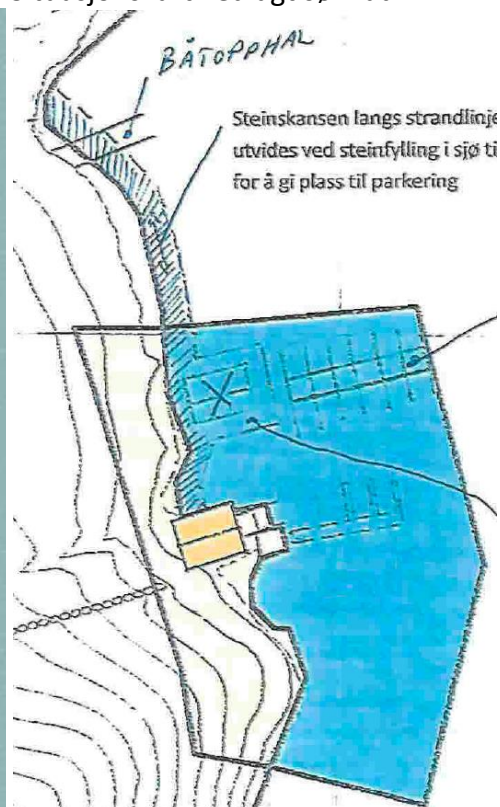 BÅTOPPHAL
Steinskansen langs strandlinje
utvides ved steinfylling i sjø ti
for å gi plass til parkering